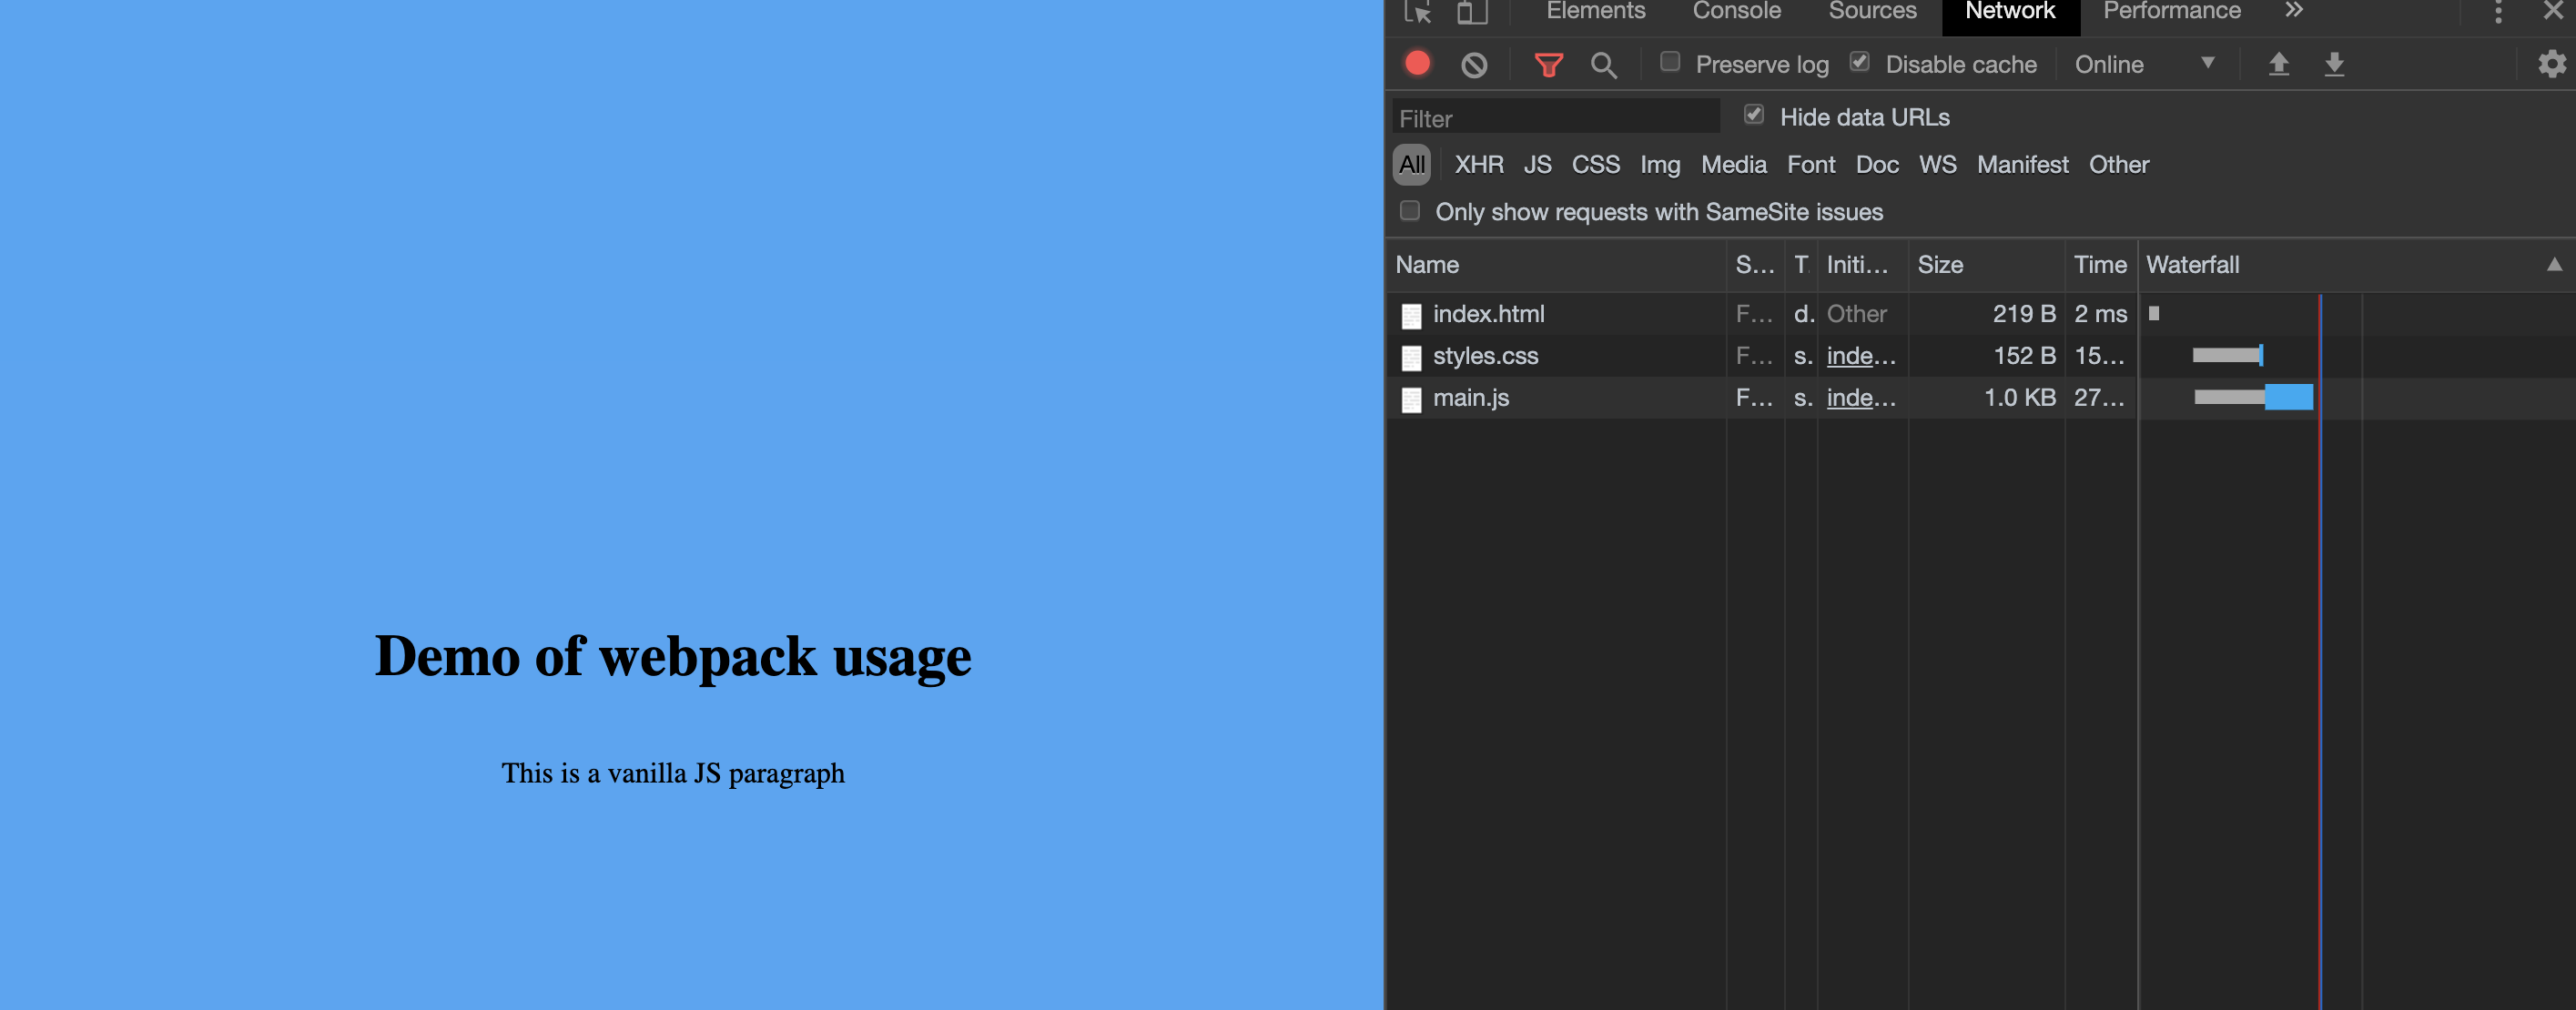 Demo of webpack usage
This is a vanilla JS paragraph
Elements Console Sources Network Performance »
Preserve log Disable cache Online
Filter Hide data URLs
All XHR JS CSS Img Media Font Doc WS Manifest Other
Only show requests with SameSite issues
Name S... T. Initi... Size Time Waterfall
index.html F... d. Other 219 B 2 ms
styles.css F... s. inde... 152 B 15...
main.js F... s. inde... 1.0 KB 27...